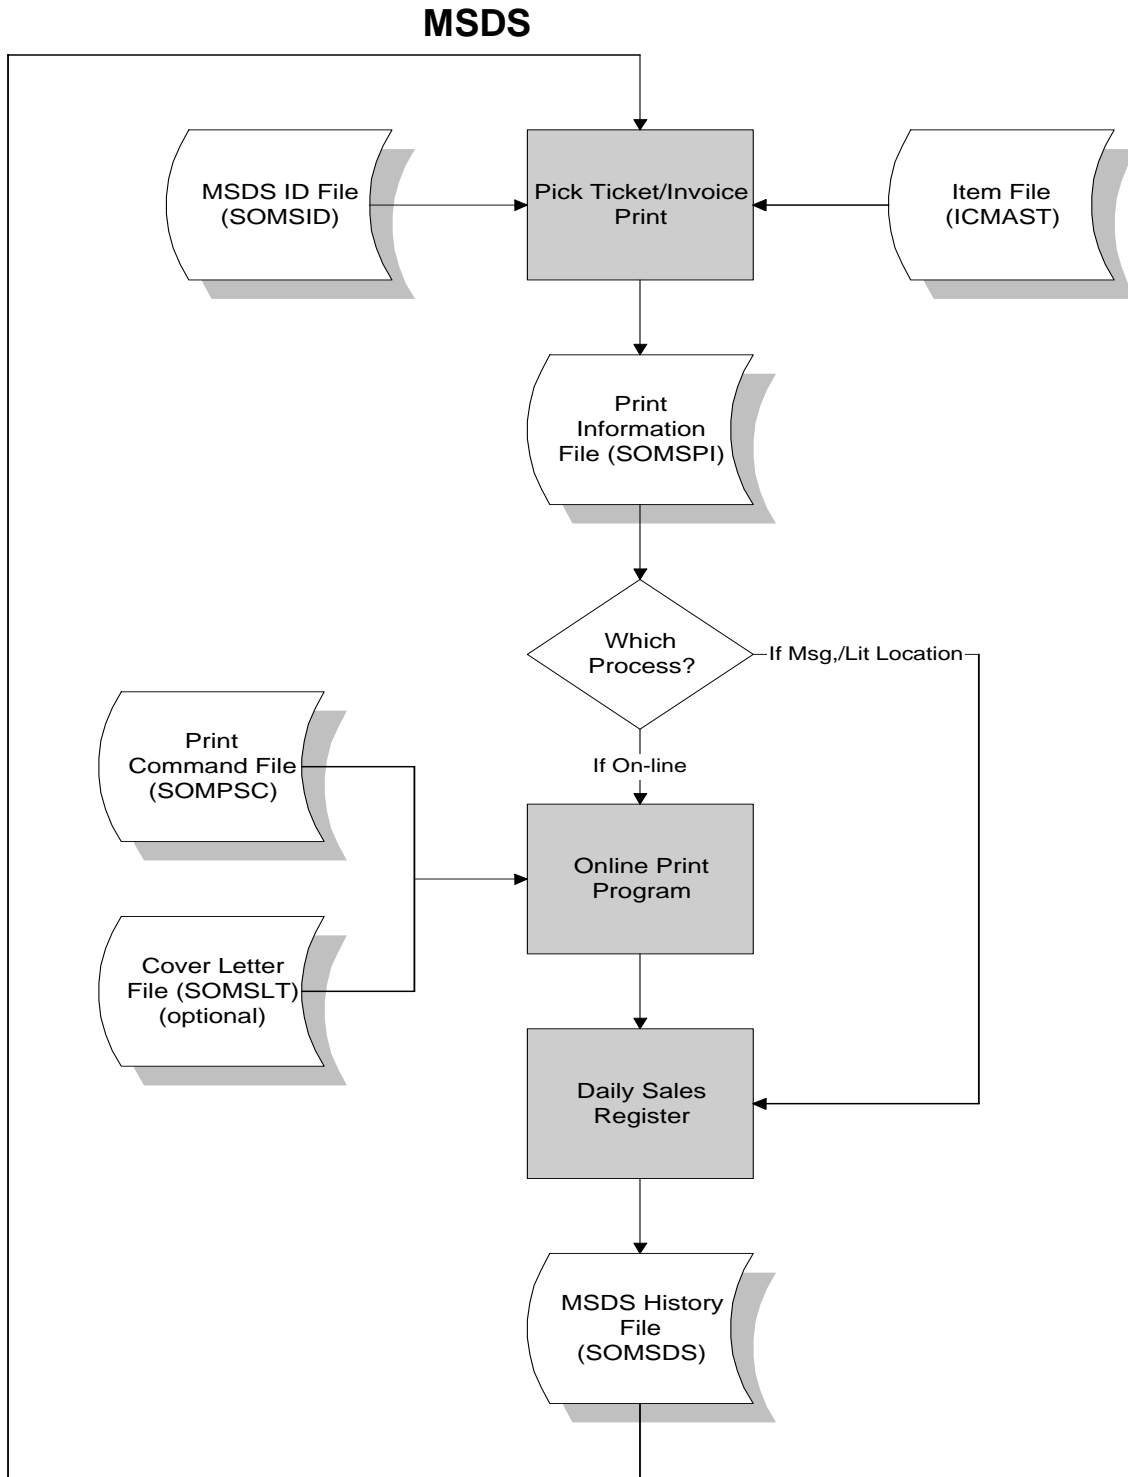 MSDS
MSDS ID File
(SOMSID)
Pick Ticket/Invoice
Print
Item File
(ICMAST)
Print
Information
File (SOMSPI)
Which
Process?
If Msg,/Lit Location
If On-line
Print
Command File
(SOMPSC)
Online Print
Program
Cover Letter
File (SOMSLT)
(optional)
Daily Sales
Register
MSDS History
File
(SOMSDS)